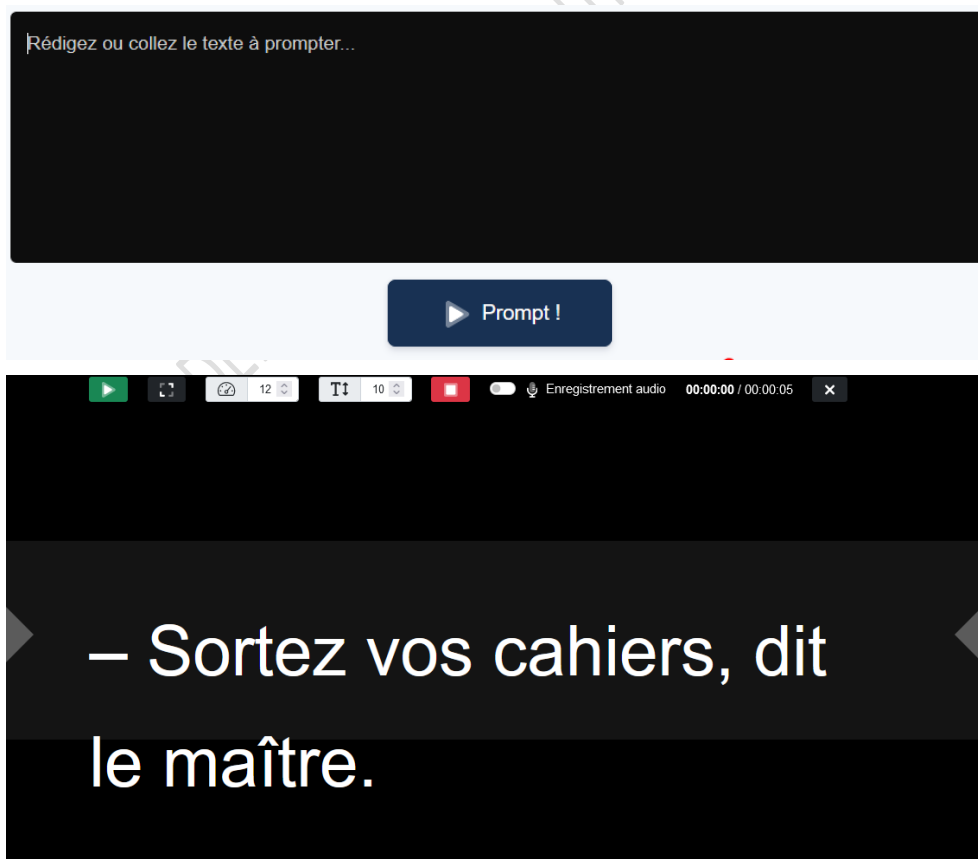 Rédigez ou collez le texte à prompter...
Prompt !
12 T 10 Enregistrement audio 00:00:00 / 00:00:05
– Sortez vos cahiers, dit
le maître.